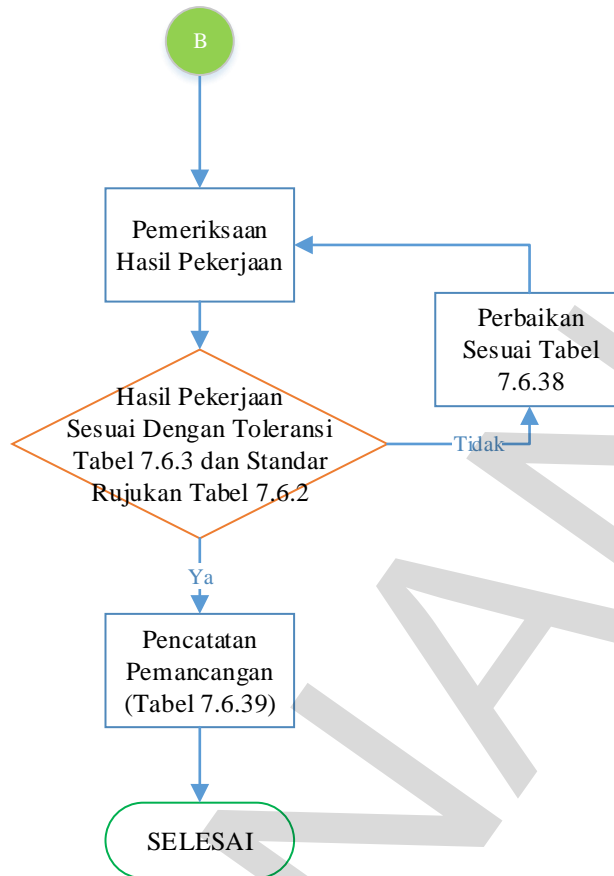 B
Pemeriksaan
Hasil Pekerjaan
Perbaikan
Sesuai Tabel
7.6.38
Hasil Pekerjaan
Sesuai Dengan Toleransi
Tabel 7.6.3 dan Standar
Rujukan Tabel 7.6.2
Tidak
Ya
Pencatatan
Pemancangan
(Tabel 7.6.39)
SELESAI